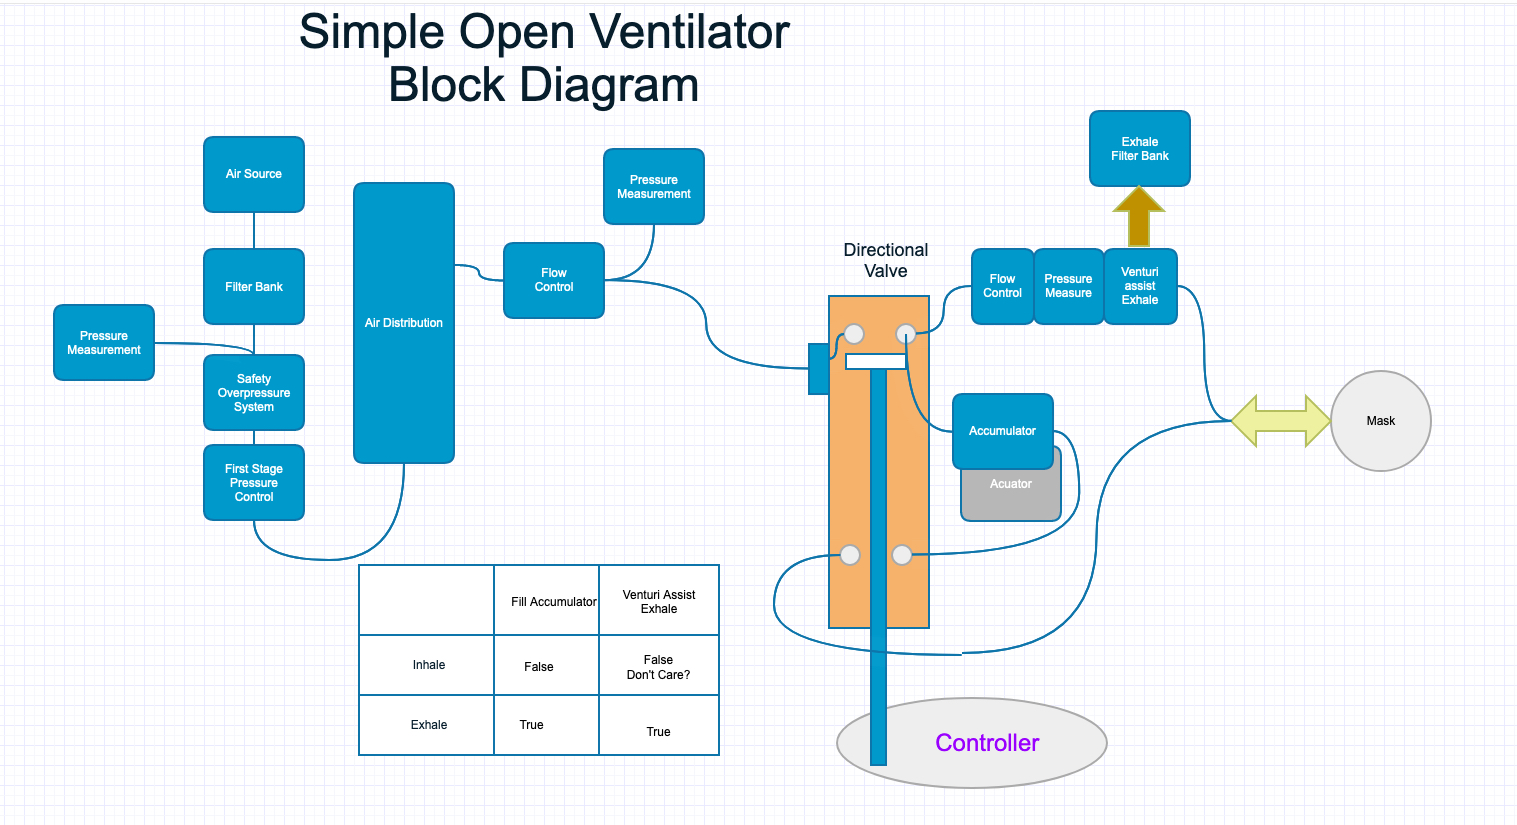 Simple Open Ventilator
Block Diagram
Air Source
Filter Bank
Pressure
Measurement
Safety
Overpressure
System
First Stage
Pressure
Control
Air Distribution
Flow
Control
Pressure
Measurement
Directional
Valve
Exhale
Filter Bank
Flow
Control
Pressure
Measure
Venturi
assist
Exhale
Accumulator
Acuator
Mask
Fill Accumulator
Venturi Assist
Exhale
Inhale
False
False
Don't Care?
Exhale
True
True
Controller